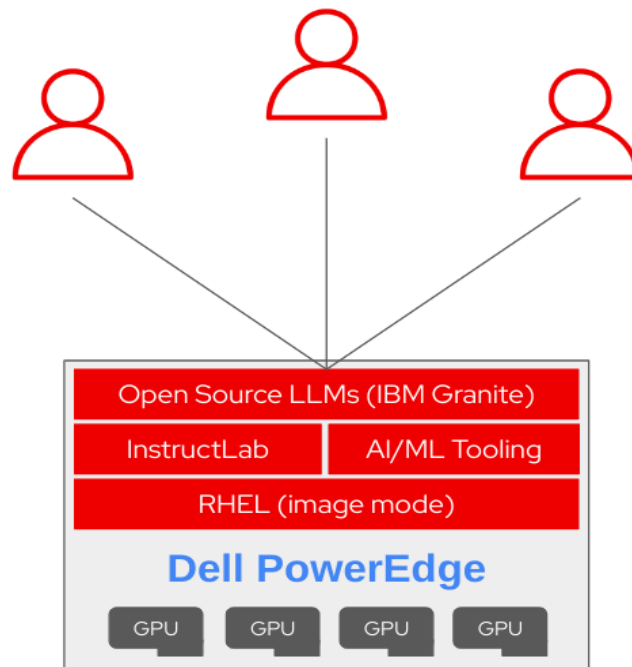 Open Source LLMs (IBM Granite)
InstructLab AI/ML Tooling
RHEL (image mode)
Dell PowerEdge
GPU GPU GPU GPU